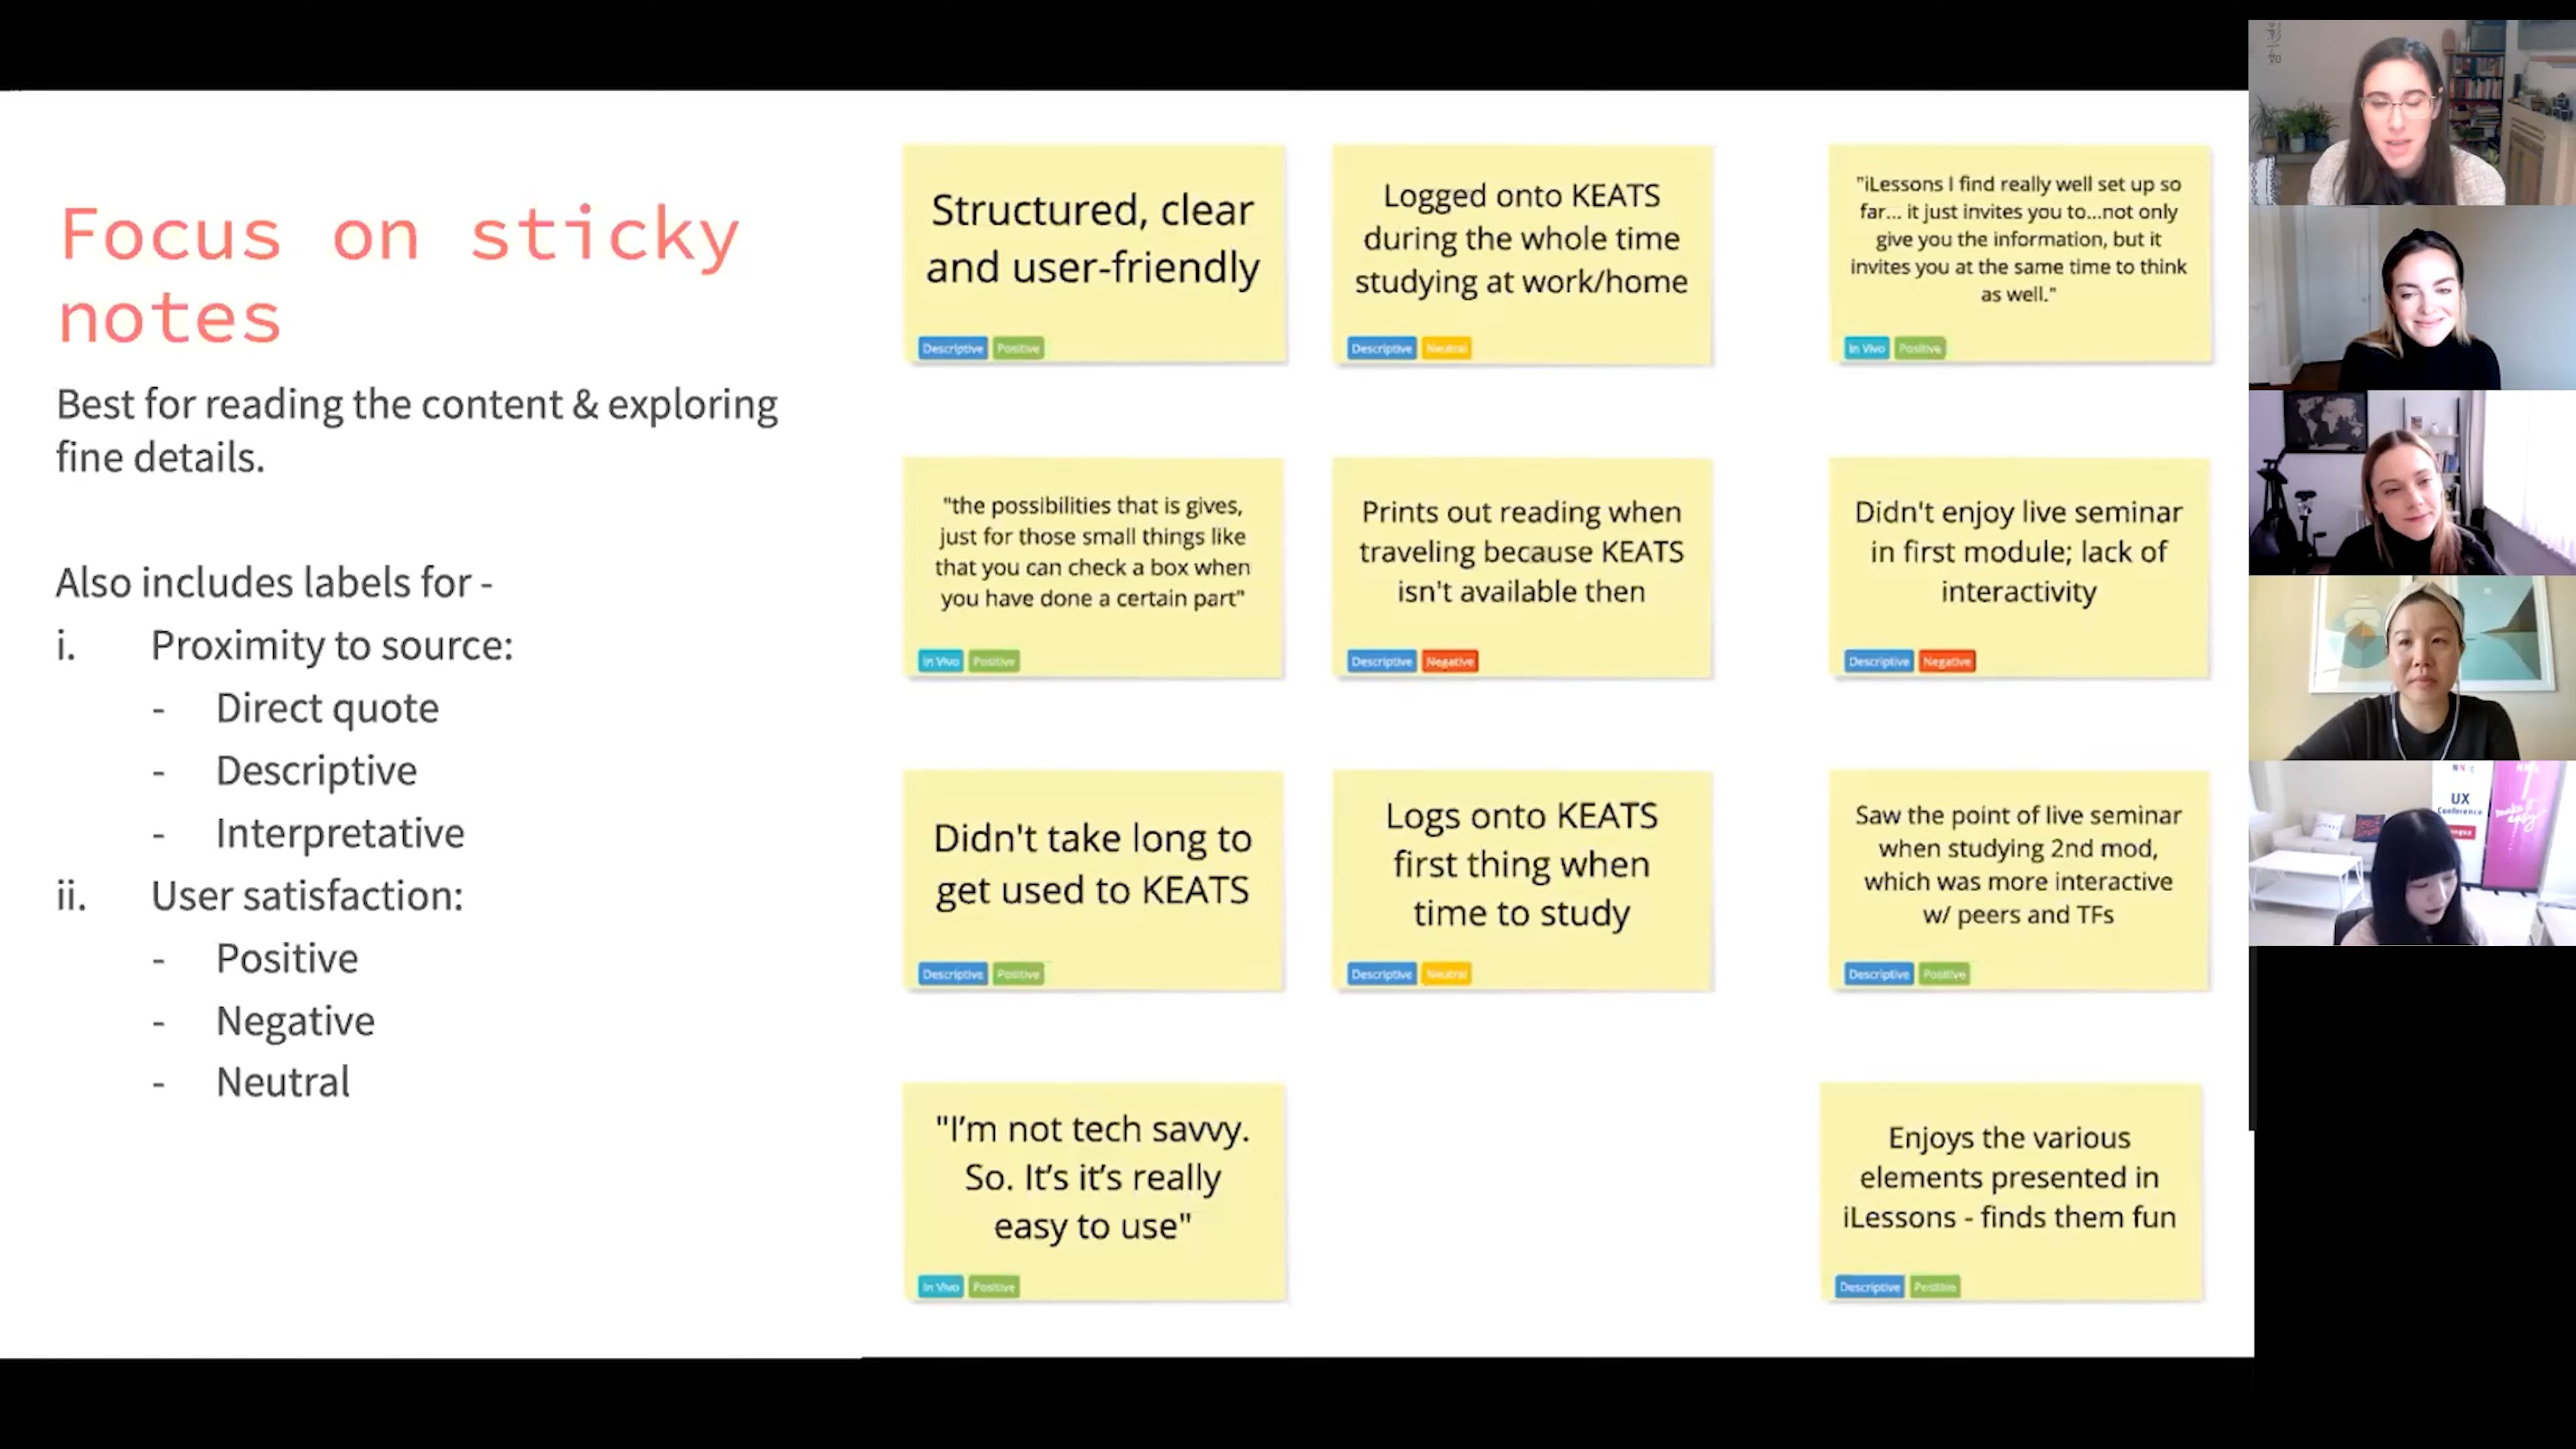 Focus on sticky
notes
Best for reading the content & exploring
fine details.
Also includes labels for -
i. Proximity to source:
- Direct quote
- Descriptive
- Interpretative
ii. User satisfaction:
- Positive
- Negative
- Neutral
Structured, clear
and user-friendly
Descriptive Positive
"the possibilities that is gives,
just for those small things like
that you can check a box when
you have done a certain part"
In Vivo Positive
Didn't take long to
get used to KEATS
Descriptive Positive
"I'm not tech savvy.
So. It's it's really
easy to use"
In Vivo Positive
Logged onto KEATS
during the whole time
studying at work/home
Descriptive Neutral
Prints out reading when
traveling because KEATS
isn't available then
Descriptive Negative
Logs onto KEATS
first thing when
time to study
Descriptive Neutral
"iLessons I find really well set up so
far... it just invites you to...not only
give you the information, but it
invites you at the same time to think
as well."
In Vivo Positive
Didn't enjoy live seminar
in first module; lack of
interactivity
Descriptive Negative
Saw the point of live seminar
when studying 2nd mod,
which was more interactive
w/ peers and TFs
Descriptive Positive
Enjoys the various
elements presented in
iLessons - finds them fun
Descriptive Positive
UX
Conference
make it
easy